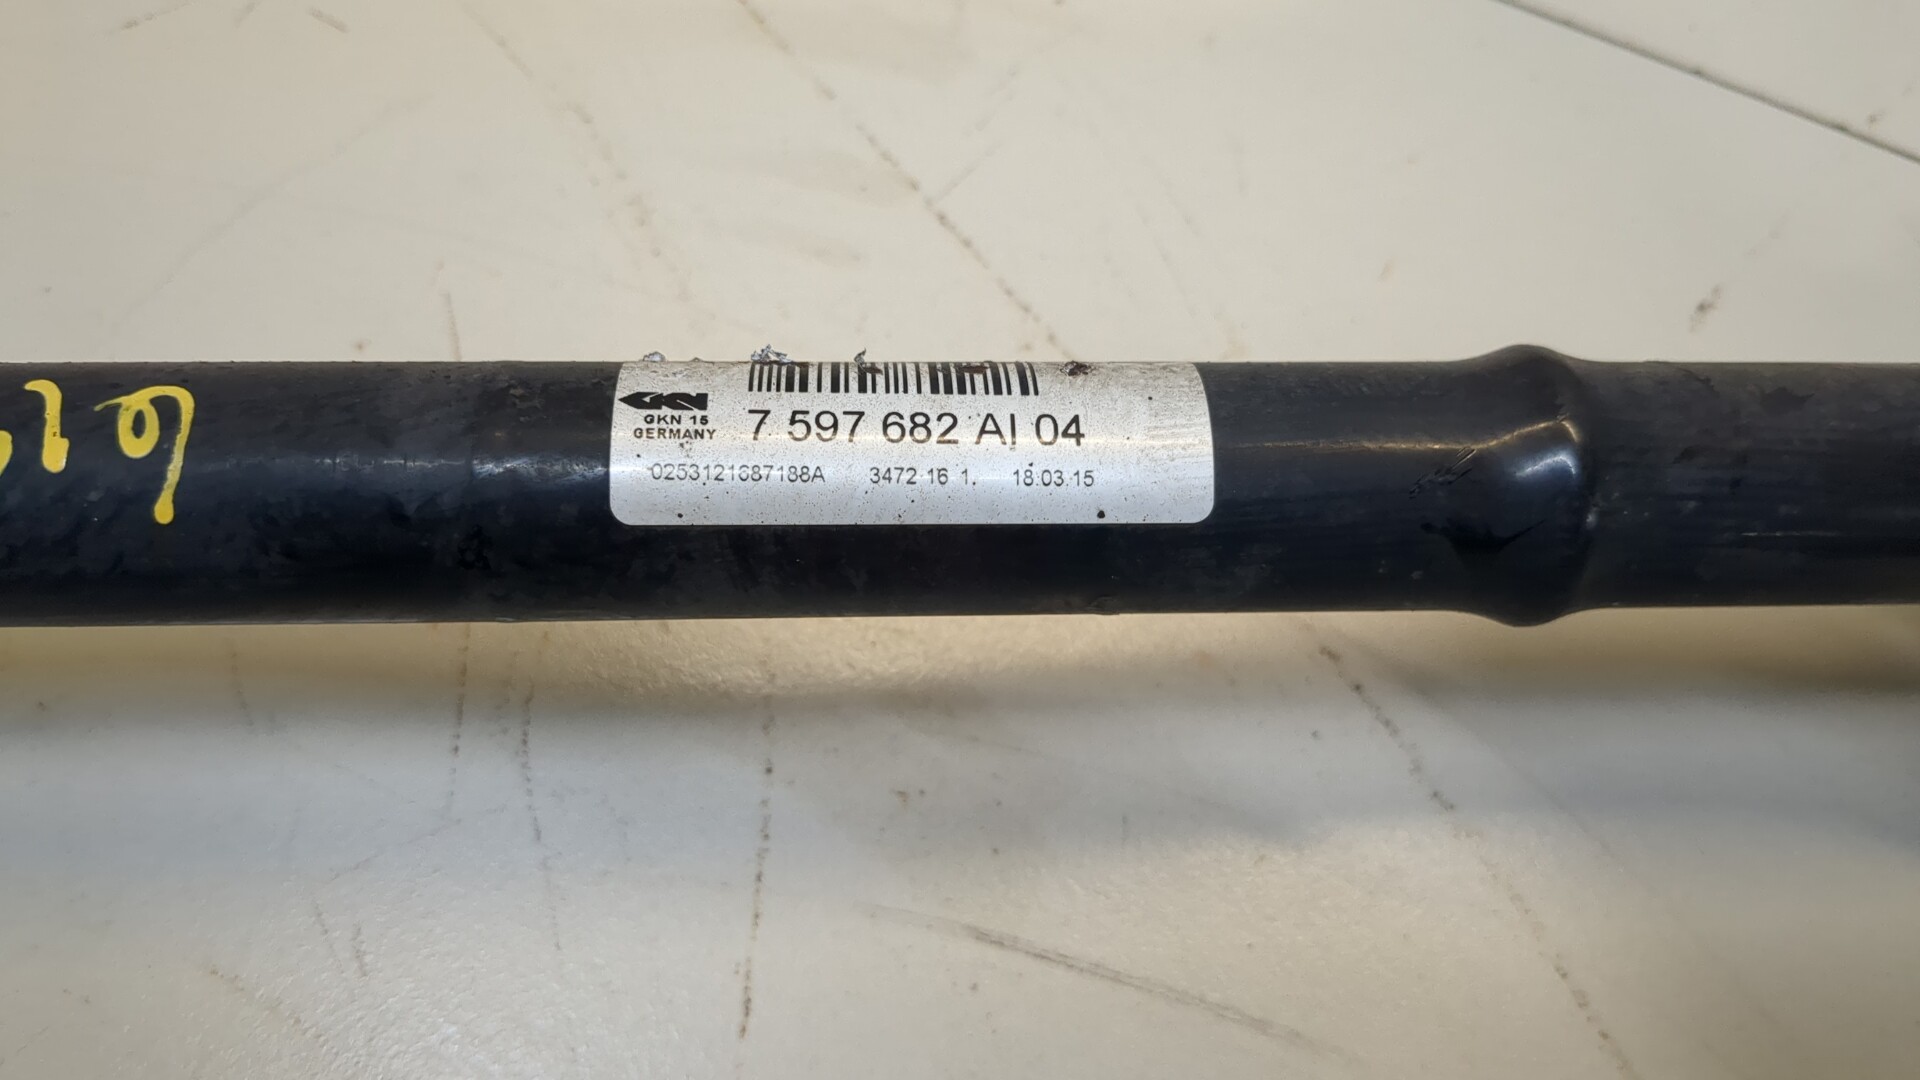 GKN
GKN 15
GERMANY
7 597 682 AI 04
0253121687188A 3472 16 1. 18.03.15